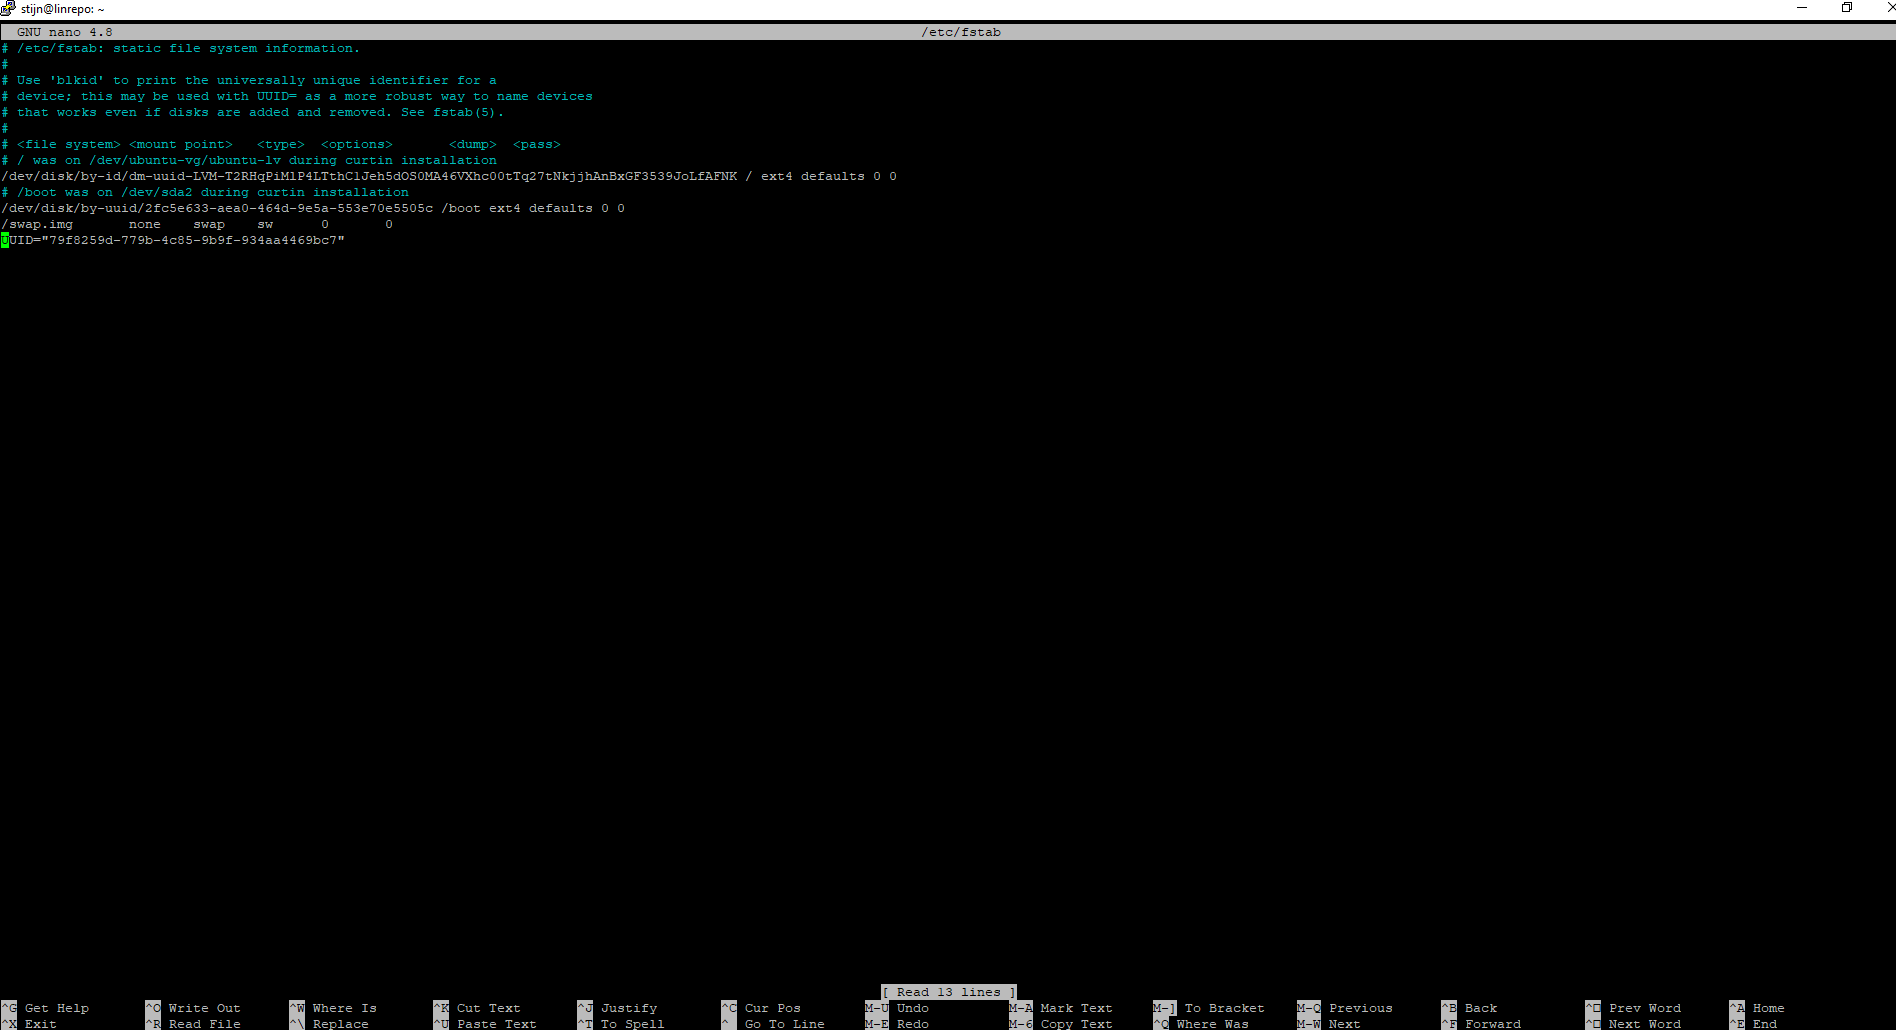 stijn@linrepo: ~
GNU nano 4.8 /etc/fstab
# /etc/fstab: static file system information.
#
# Use 'blkid' to print the universally unique identifier for a
# device; this may be used with UUID= as a more robust way to name devices
# that works even if disks are added and removed. See fstab(5).
#
# <file system> <mount point>   <type>  <options>       <dump>  <pass>
# / was on /dev/ubuntu-vg/ubuntu-lv during curtin installation
/dev/disk/by-id/dm-uuid-LVM-T2RHqPiMlP4LTthClJeh5dOS0MA46VXhc00tTq27tNkjjhAnBxGF3539JoLfAFNK / ext4 defaults 0 0
# /boot was on /dev/sda2 during curtin installation
/dev/disk/by-uuid/2fc5e633-aea0-464d-9e5a-553e70e5505c /boot ext4 defaults 0 0
/swap.img       none    swap    sw      0       0
UUID="79f8259d-779b-4c85-9b9f-934aa4469bc7"
[ Read 13 lines ]
^G Get Help ^O Write Out ^W Where Is ^K Cut Text ^J Justify ^C Cur Pos M-U Undo M-A Mark Text M-] To Bracket M-Q Previous ^B Back ^□ Prev Word ^A Home
^X Exit ^R Read File ^\ Replace ^U Paste Text ^T To Spell ^_ Go To Line M-E Redo M-6 Copy Text ^Q Where Was M-W Next ^F Forward ^□ Next Word ^E End